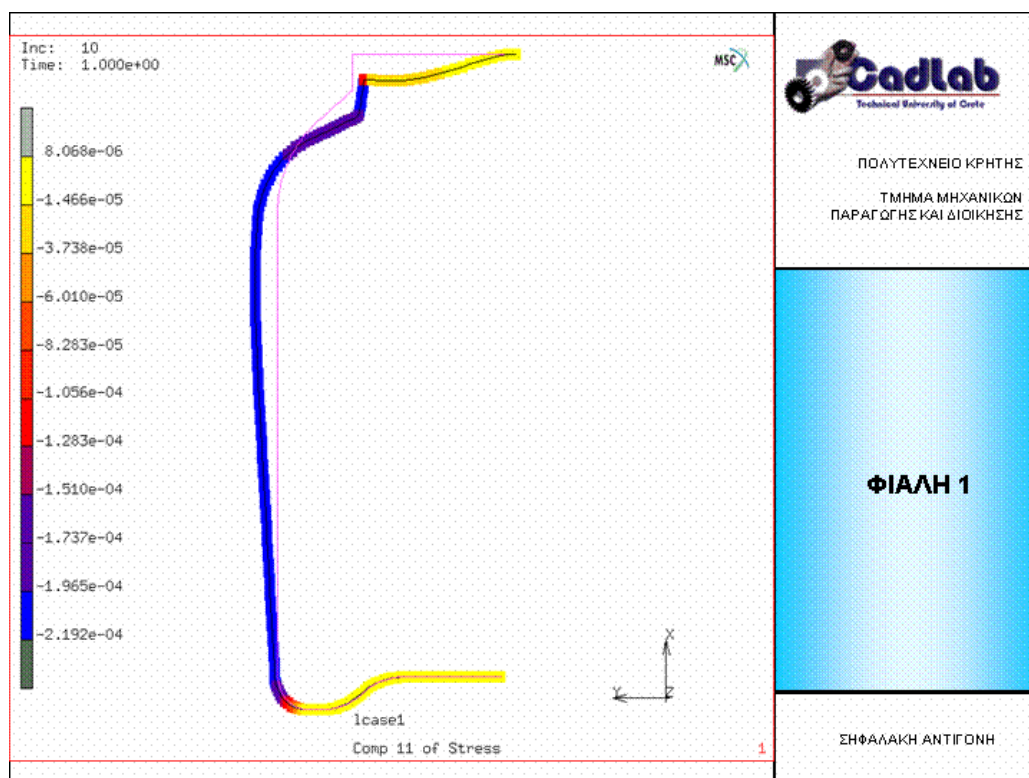 Inc: 10
Time: 1.000e+00
MSC
8.068e-06
-1.466e-05
-3.738e-05
-6.010e-05
-8.283e-05
-1.056e-04
-1.283e-04
-1.510e-04
-1.737e-04
-1.965e-04
-2.192e-04
X
Y
Z
lcase1
Comp 11 of Stress
1
CadLab
Technical University of Crete
ΠΟΛΥΤΕΧΝΕΙΟ ΚΡΗΤΗΣ
ΤΜΗΜΑ ΜΗΧΑΝΙΚΩΝ
ΠΑΡΑΓΩΓΗΣ ΚΑΙ ΔΙΟΙΚΗΣΗΣ
ΦΙΑΛΗ 1
ΣΗΦΑΛΑΚΗ ΑΝΤΙΓΟΝΗ